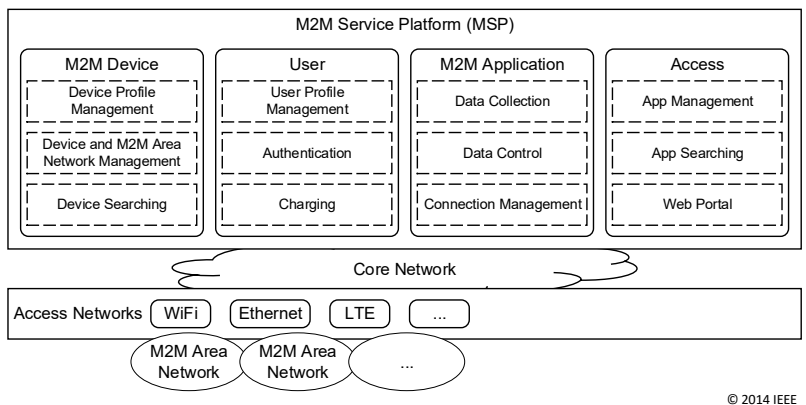 M2M Service Platform (MSP)
M2M Device
Device Profile
Management
Device and M2M Area
Network Management
Device Searching
User
User Profile
Management
Authentication
Charging
M2M Application
Data Collection
Data Control
Connection Management
Access
App Management
App Searching
Web Portal
Core Network
Access Networks
WiFi
Ethernet
LTE
...
M2M Area
Network
M2M Area
Network
...
© 2014 IEEE